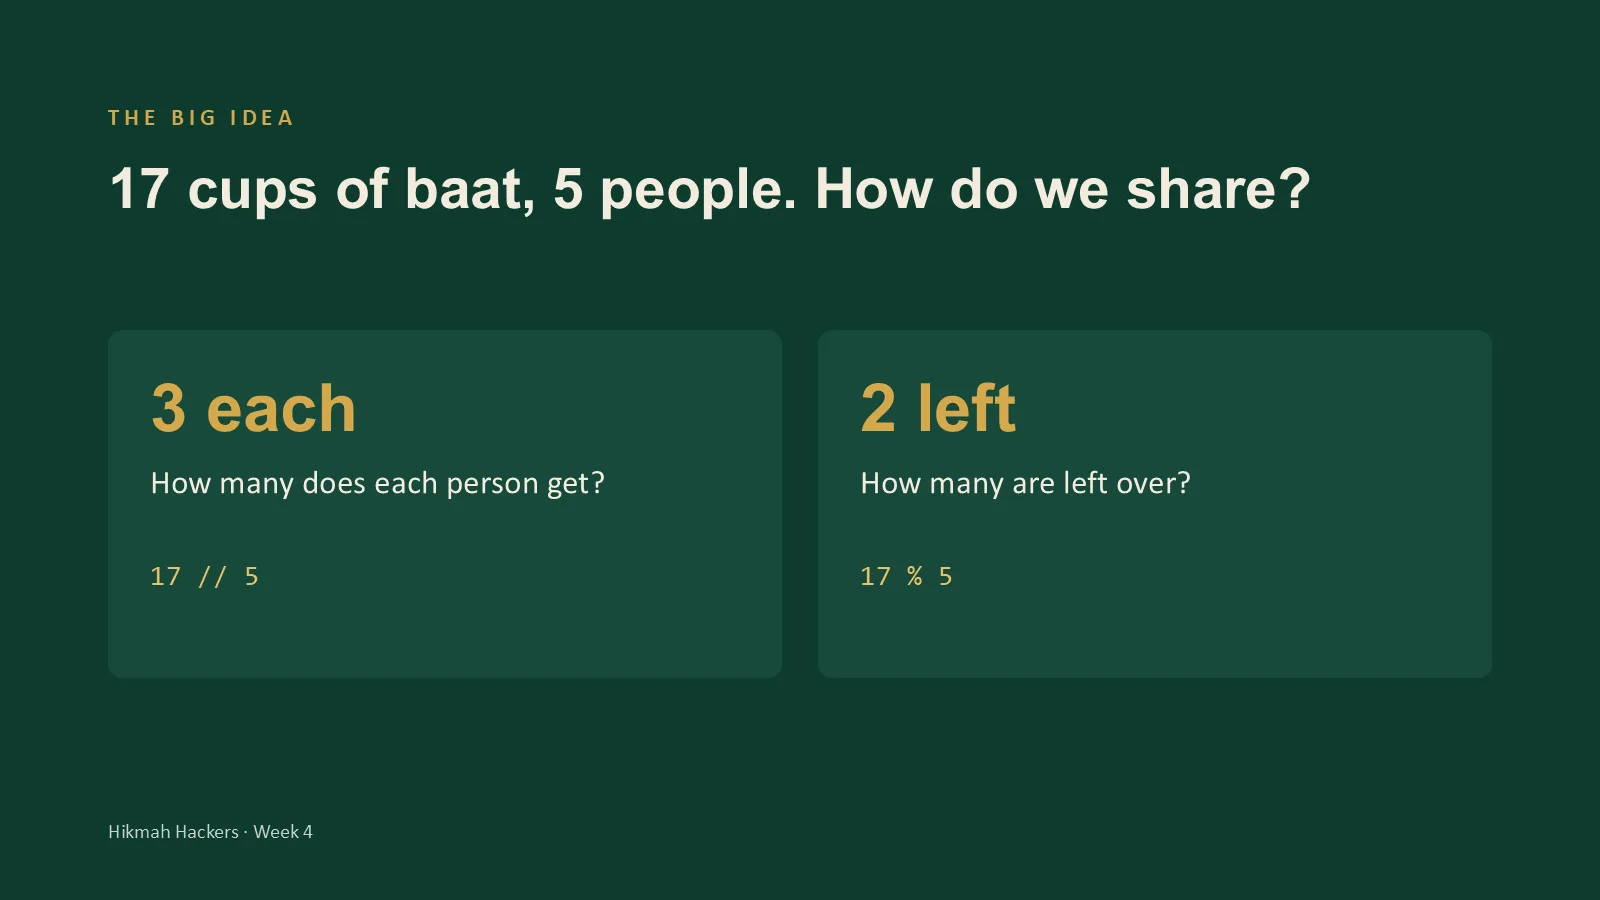 THE BIG IDEA
17 cups of baat, 5 people. How do we share?
3 each
How many does each person get?
17 // 5
2 left
How many are left over?
17 % 5
Hikmah Hackers · Week 4